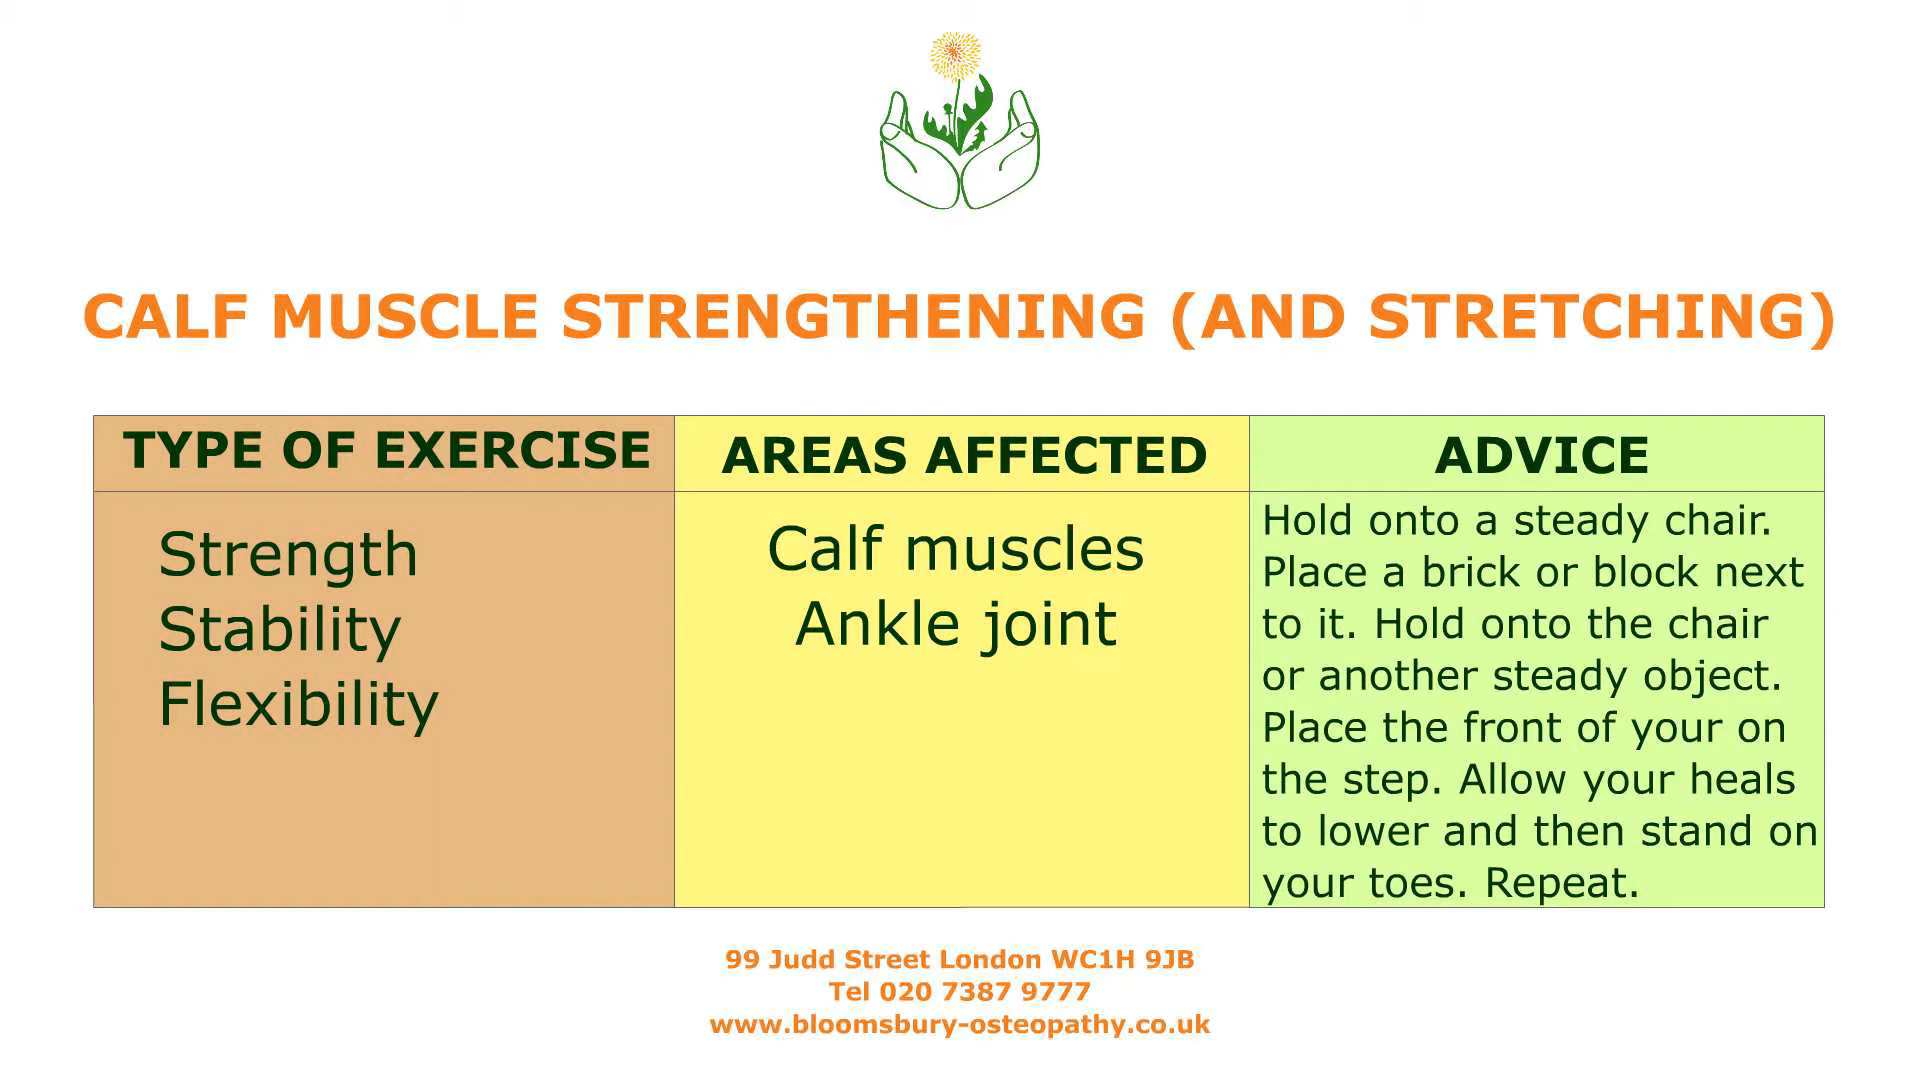 CALF MUSCLE STRENGTHENING (AND STRETCHING)
TYPE OF EXERCISE
Strength
Stability
Flexibility
AREAS AFFECTED
Calf muscles
Ankle joint
ADVICE
Hold onto a steady chair.
Place a brick or block next
to it. Hold onto the chair
or another steady object.
Place the front of your on
the step. Allow your heals
to lower and then stand on
your toes. Repeat.
99 Judd Street London WC1H 9JB
Tel 020 7387 9777
www.bloomsbury-osteopathy.co.uk